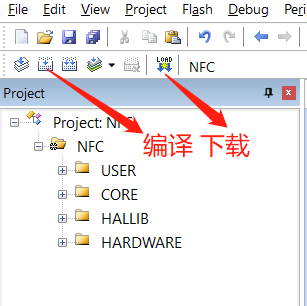 File Edit View Project Flash Debug Peri
LOAD NFC
Project
Project: NF
编译 下载
NFC
USER
CORE
HALLIB
HARDWARE